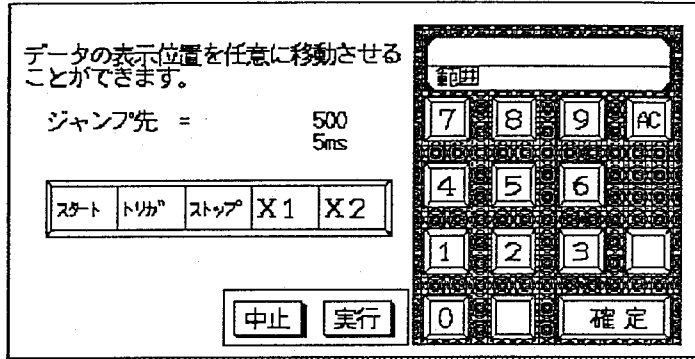 データの表示位置を任意に移動させる
ことができます。
ジャンプ先 = 500
5ms
スタート トリガ ストップ X1 X2
中止 実行
範囲
7 8 9 AC
4 5 6
1 2 3
0 確定